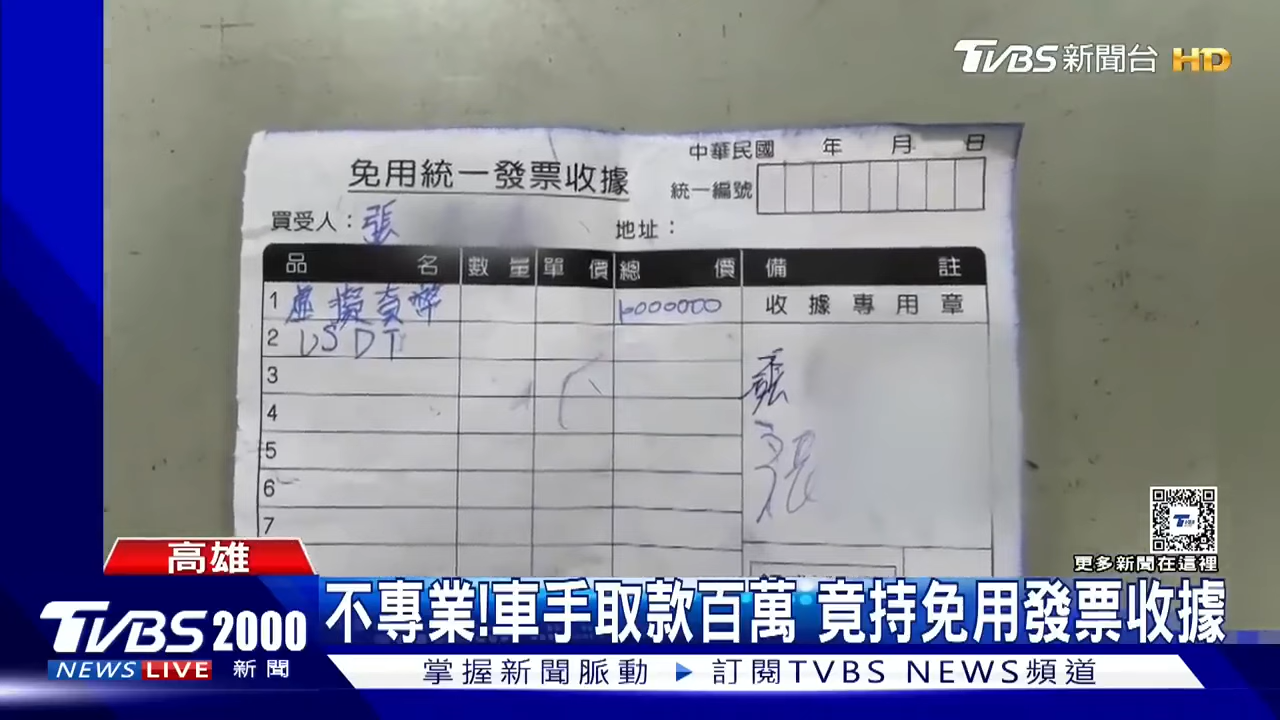 TVBS新聞台 HD
中華民國 年 月 日
免用統一發票收據
統一編號
買受人：張
地址：
品名 數量 單價 總價 備註
1 虛擬貨幣 1000000 收據專用章
2 USDT
3
張
4
張
5
6
7
更多新聞在這裡
高雄
不專業!車手取款百萬 竟持免用發票收據
TVBS 2000
NEWS LIVE 新聞
掌握新聞脈動 ▶ 訂閱TVBS NEWS頻道